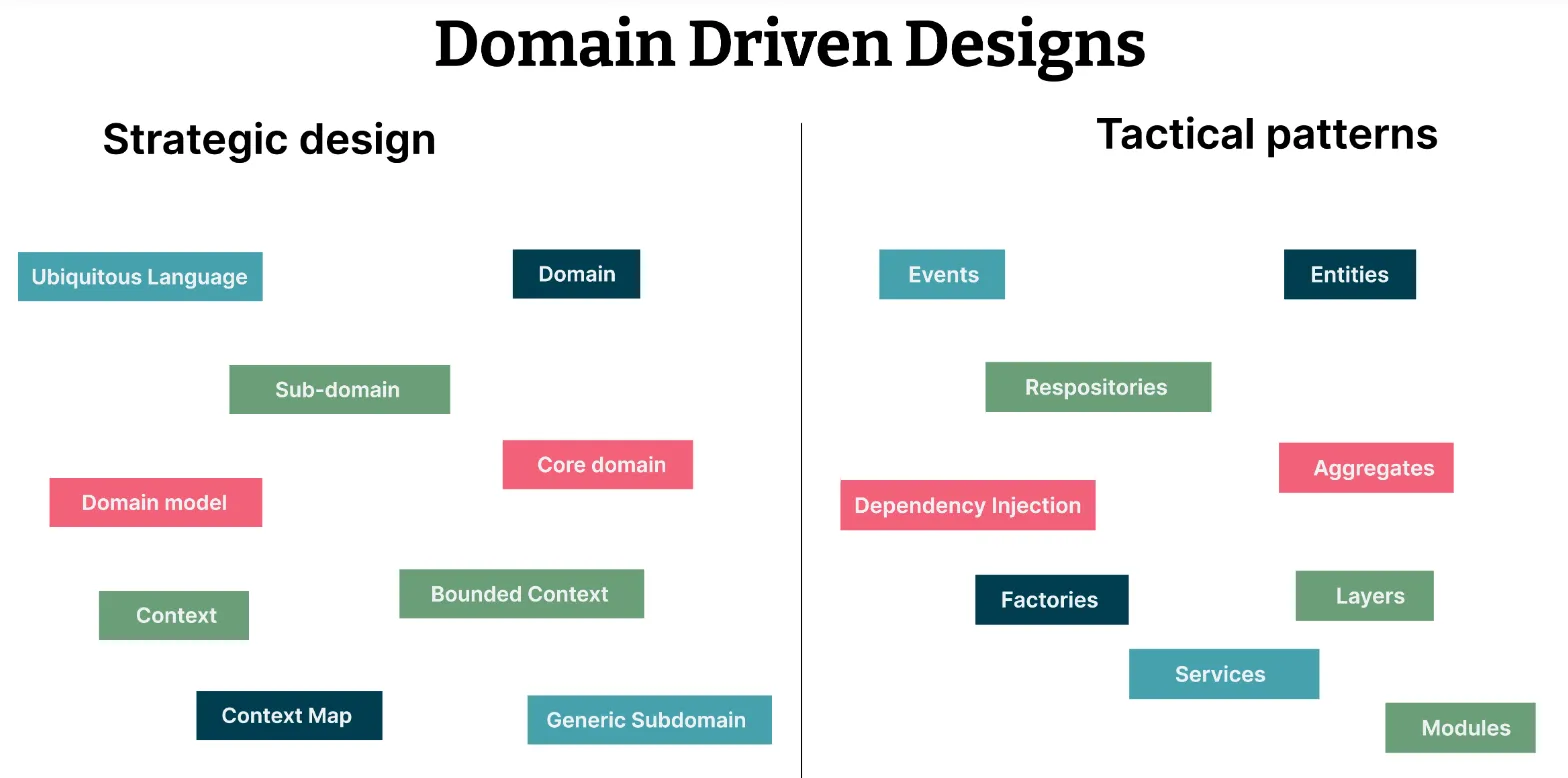 Domain Driven Designs
Strategic design
Ubiquitous Language
Domain
Sub-domain
Core domain
Domain model
Bounded Context
Context
Context Map
Generic Subdomain
Tactical patterns
Events
Entities
Respositories
Aggregates
Dependency Injection
Factories
Layers
Services
Modules